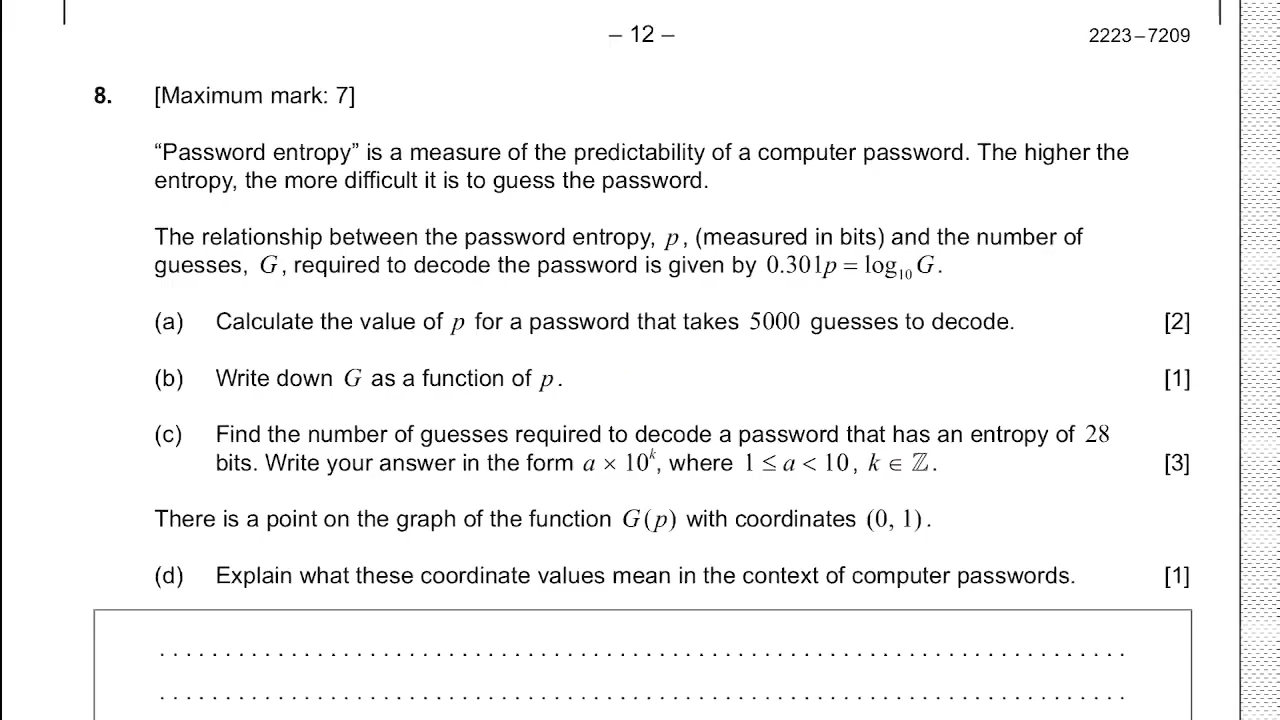 – 12 –
2223–7209
8. [Maximum mark: 7]
“Password entropy” is a measure of the predictability of a computer password. The higher the
entropy, the more difficult it is to guess the password.
The relationship between the password entropy, p, (measured in bits) and the number of
guesses, G, required to decode the password is given by 0.301p = log₁₀ G.
(a) Calculate the value of p for a password that takes 5000 guesses to decode. [2]
(b) Write down G as a function of p. [1]
(c) Find the number of guesses required to decode a password that has an entropy of 28
bits. Write your answer in the form a × 10ᵏ, where 1 ≤ a < 10, k ∈ ℤ. [3]
There is a point on the graph of the function G(p) with coordinates (0, 1).
(d) Explain what these coordinate values mean in the context of computer passwords. [1]